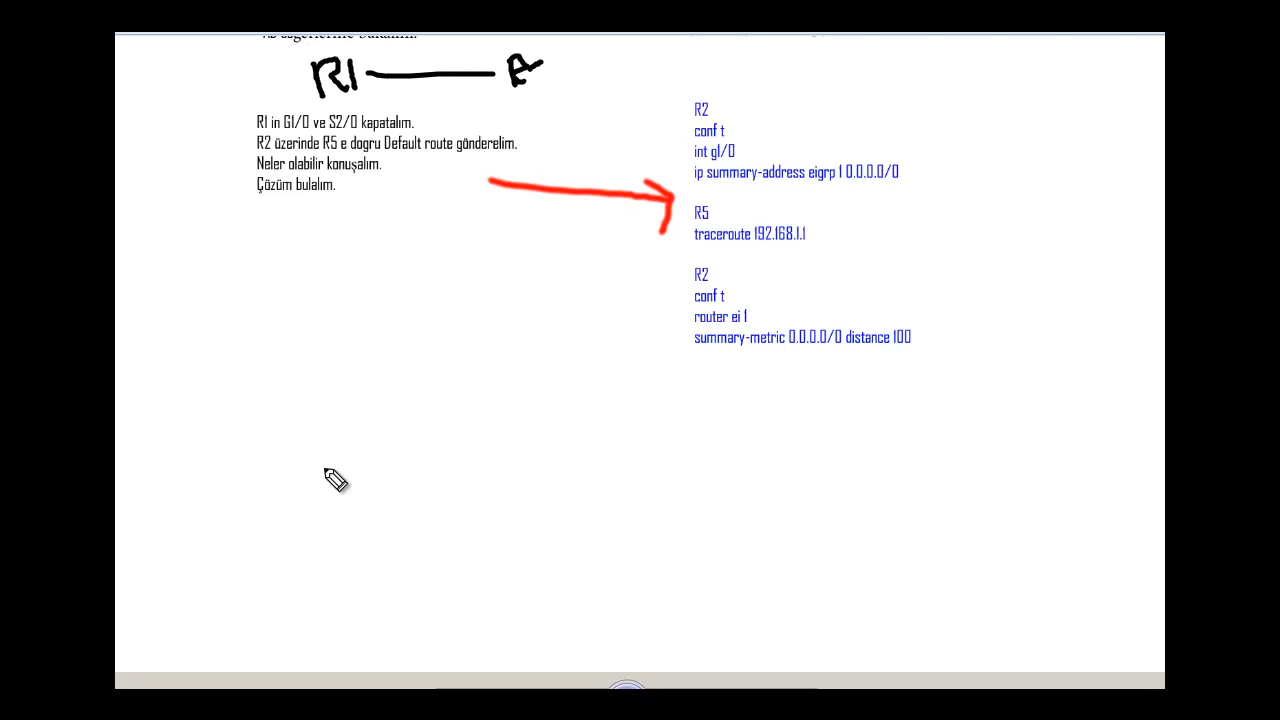 R1
R1 in G1/0 ve S2/0 kapatalım.
R2 üzerinde R5 e dogru Default route gönderelim.
Neler olabilir konuşalım.
Çözüm bulalım.
R2
conf t
int g1/0
ip summary-address eigrp 1 0.0.0.0/0
R5
traceroute 192.168.1.1
R2
conf t
router ei 1
summary-metric 0.0.0.0/0 distance 100